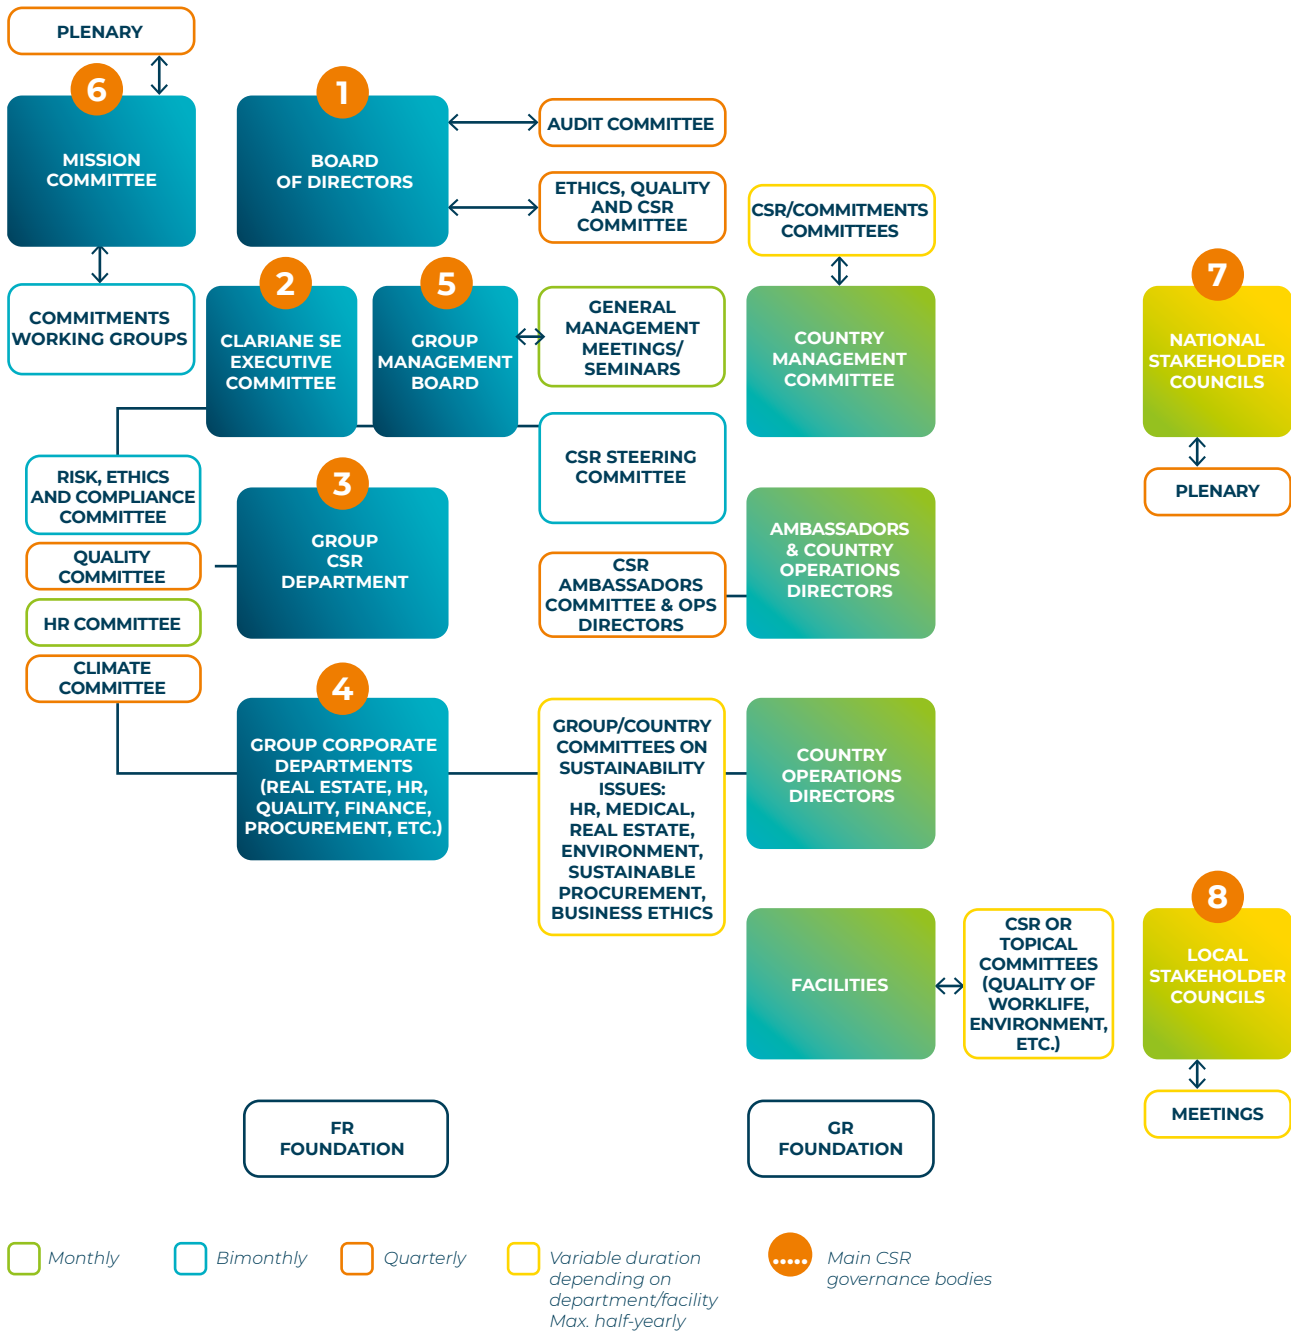 PLENARY
6
MISSION
COMMITTEE
COMMITMENTS
WORKING GROUPS
1
BOARD
OF DIRECTORS
AUDIT COMMITTEE
ETHICS, QUALITY
AND CSR
COMMITTEE
2
CLARIANE SE
EXECUTIVE
COMMITTEE
5
GROUP
MANAGEMENT
BOARD
GENERAL
MANAGEMENT
MEETINGS/
SEMINARS
CSR/COMMITMENTS
COMMITTEES
COUNTRY
MANAGEMENT
COMMITTEE
7
NATIONAL
STAKEHOLDER
COUNCILS
PLENARY
RISK, ETHICS
AND COMPLIANCE
COMMITTEE
QUALITY
COMMITTEE
HR COMMITTEE
CLIMATE
COMMITTEE
3
GROUP
CSR
DEPARTMENT
CSR STEERING
COMMITTEE
CSR
AMBASSADORS
COMMITTEE & OPS
DIRECTORS
AMBASSADORS
& COUNTRY
OPERATIONS
DIRECTORS
4
GROUP CORPORATE
DEPARTMENTS
(REAL ESTATE, HR,
QUALITY, FINANCE,
PROCUREMENT, ETC.)
GROUP/COUNTRY
COMMITTEES ON
SUSTAINABILITY
ISSUES:
HR, MEDICAL,
REAL ESTATE,
ENVIRONMENT,
SUSTAINABLE
PROCUREMENT,
BUSINESS ETHICS
COUNTRY
OPERATIONS
DIRECTORS
FACILITIES
CSR OR
TOPICAL
COMMITTEES
(QUALITY OF
WORKLIFE,
ENVIRONMENT,
ETC.)
8
LOCAL
STAKEHOLDER
COUNCILS
MEETINGS
FR
FOUNDATION
GR
FOUNDATION
Monthly
Bimonthly
Quarterly
Variable duration
depending on
department/facility
Max. half-yearly
.....
Main CSR
governance bodies